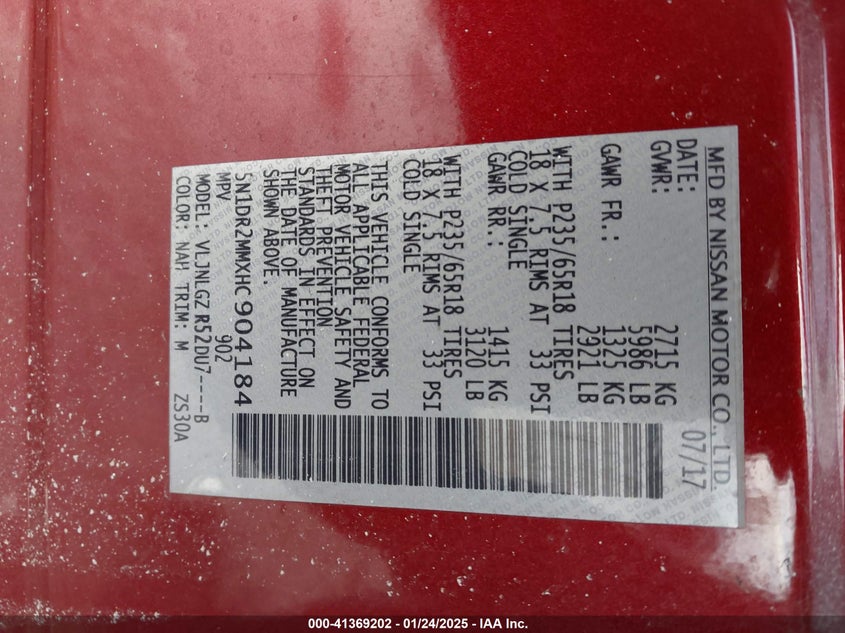 MFD BY NISSAN MOTOR CO., LTD.
DATE: 07/17
GVWR: 2715 KG
5986 LB
GAWR FR.: 1325 KG
2921 LB
WITH P235/65R18 TIRES
18 X 7.5 RIMS AT 33 PSI
COLD SINGLE
GAWR RR.: 1415 KG
3120 LB
WITH P235/65R18 TIRES
18 X 7.5 RIMS AT 33 PSI
COLD SINGLE
THIS VEHICLE CONFORMS TO
ALL APPLICABLE FEDERAL
MOTOR VEHICLE SAFETY AND
THEFT PREVENTION
STANDARDS IN EFFECT ON
THE DATE OF MANUFACTURE
SHOWN ABOVE.
5N1DR2MMXHC904184
MPV 902
MODEL: VLJNLGZ R52DU7----B
COLOR: NAH TRIM: M ZS30A
000-41369202 - 01/24/2025 - IAA Inc.